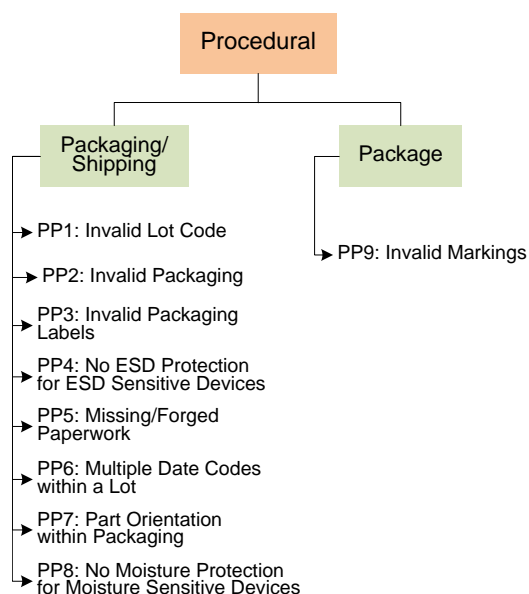 Procedural
Packaging/
Shipping
PP1: Invalid Lot Code
PP2: Invalid Packaging
PP3: Invalid Packaging
Labels
PP4: No ESD Protection
for ESD Sensitive Devices
PP5: Missing/Forged
Paperwork
PP6: Multiple Date Codes
within a Lot
PP7: Part Orientation
within Packaging
PP8: No Moisture Protection
for Moisture Sensitive Devices
Package
PP9: Invalid Markings